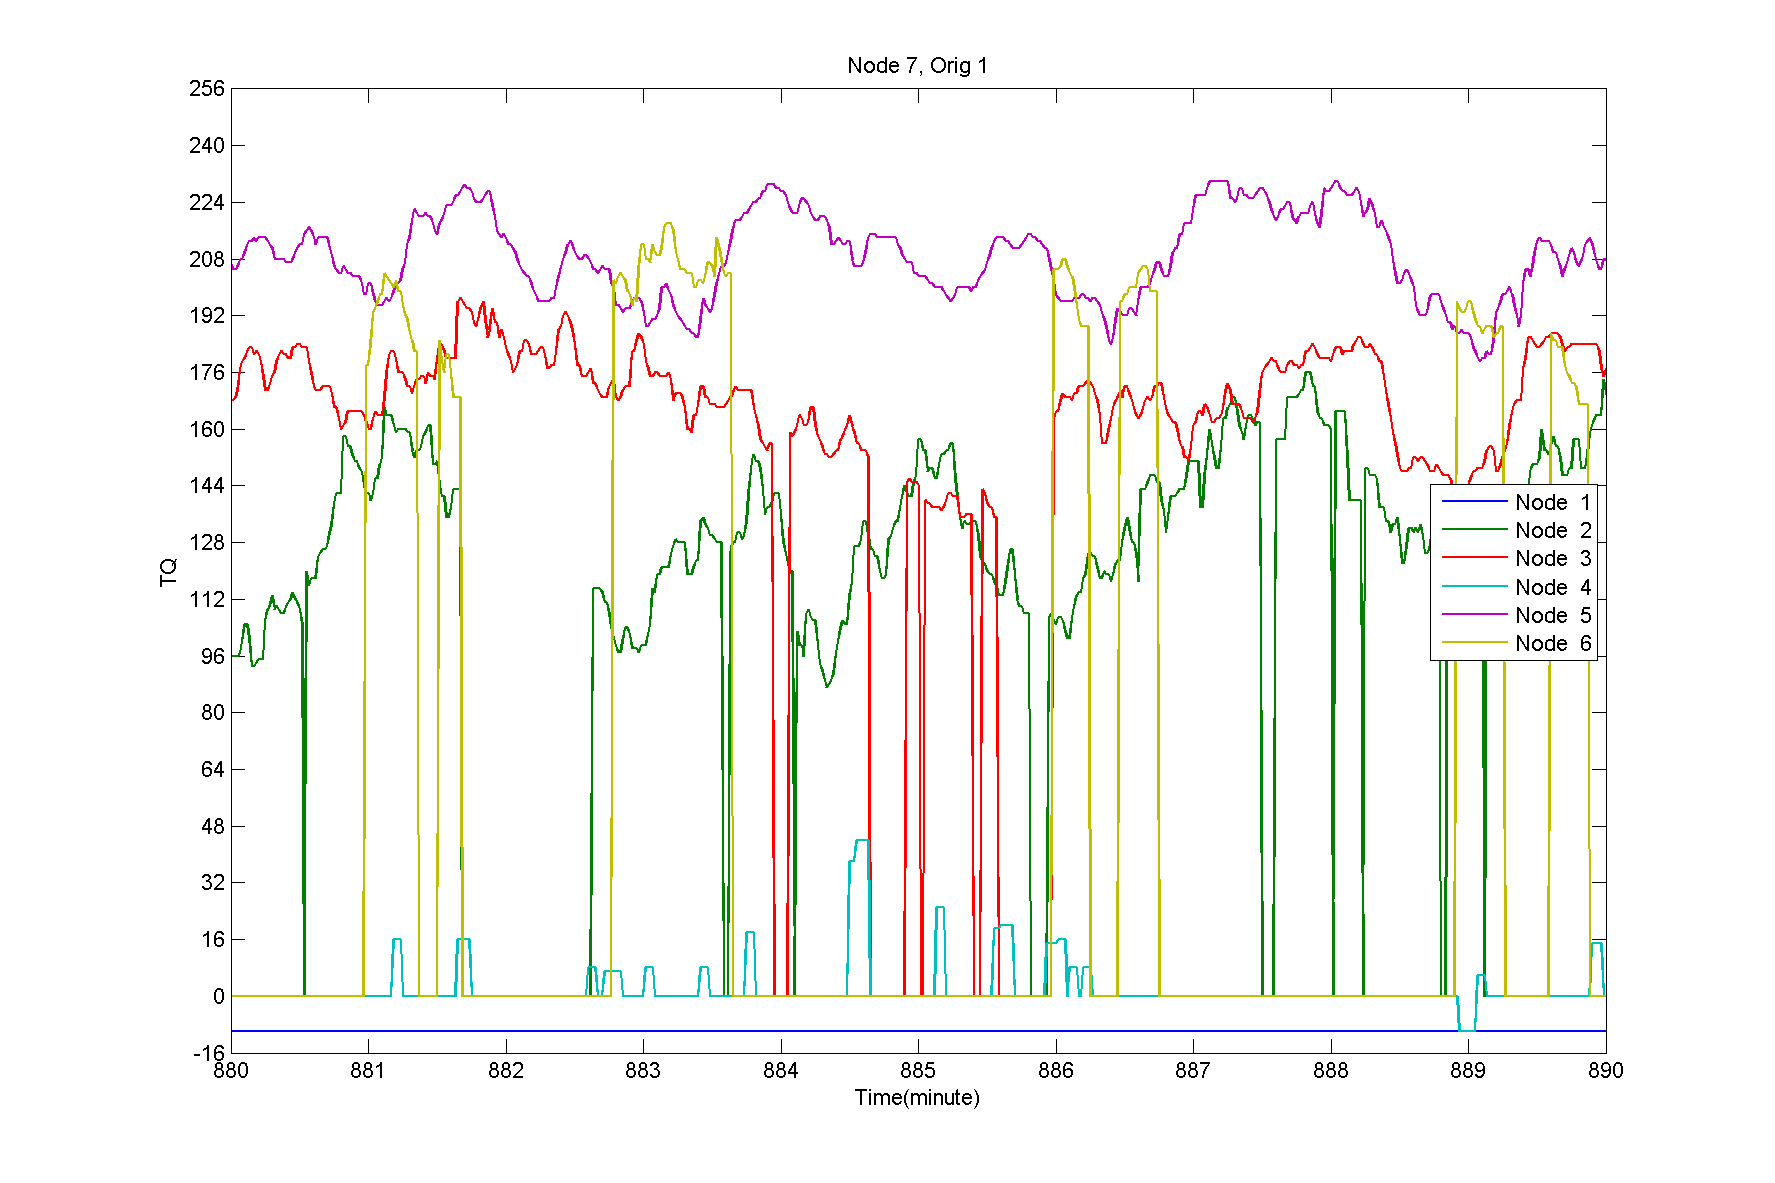 Node 7, Orig 1
256
240
224
208
192
176
160
144
128
112
96
80
64
48
32
16
0
-16
TQ
Node 1
Node 2
Node 3
Node 4
Node 5
Node 6
880 881 882 883 884 885 886 887 888 889 890
Time(minute)